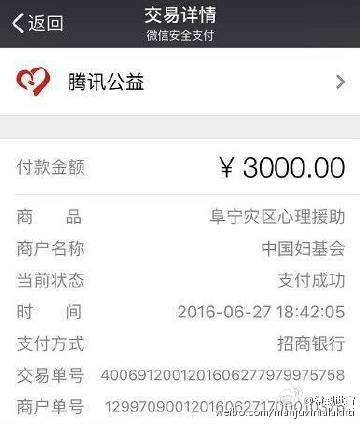 返回
交易详情
微信安全支付
腾讯公益
付款金额 ¥3000.00
商品 阜宁灾区心理援助
商户名称 中国妇基会
当前状态 支付成功
时间 2016-06-27 18:42:05
支付方式 招商银行
交易单号 4006912001201606277979975758
商户单号